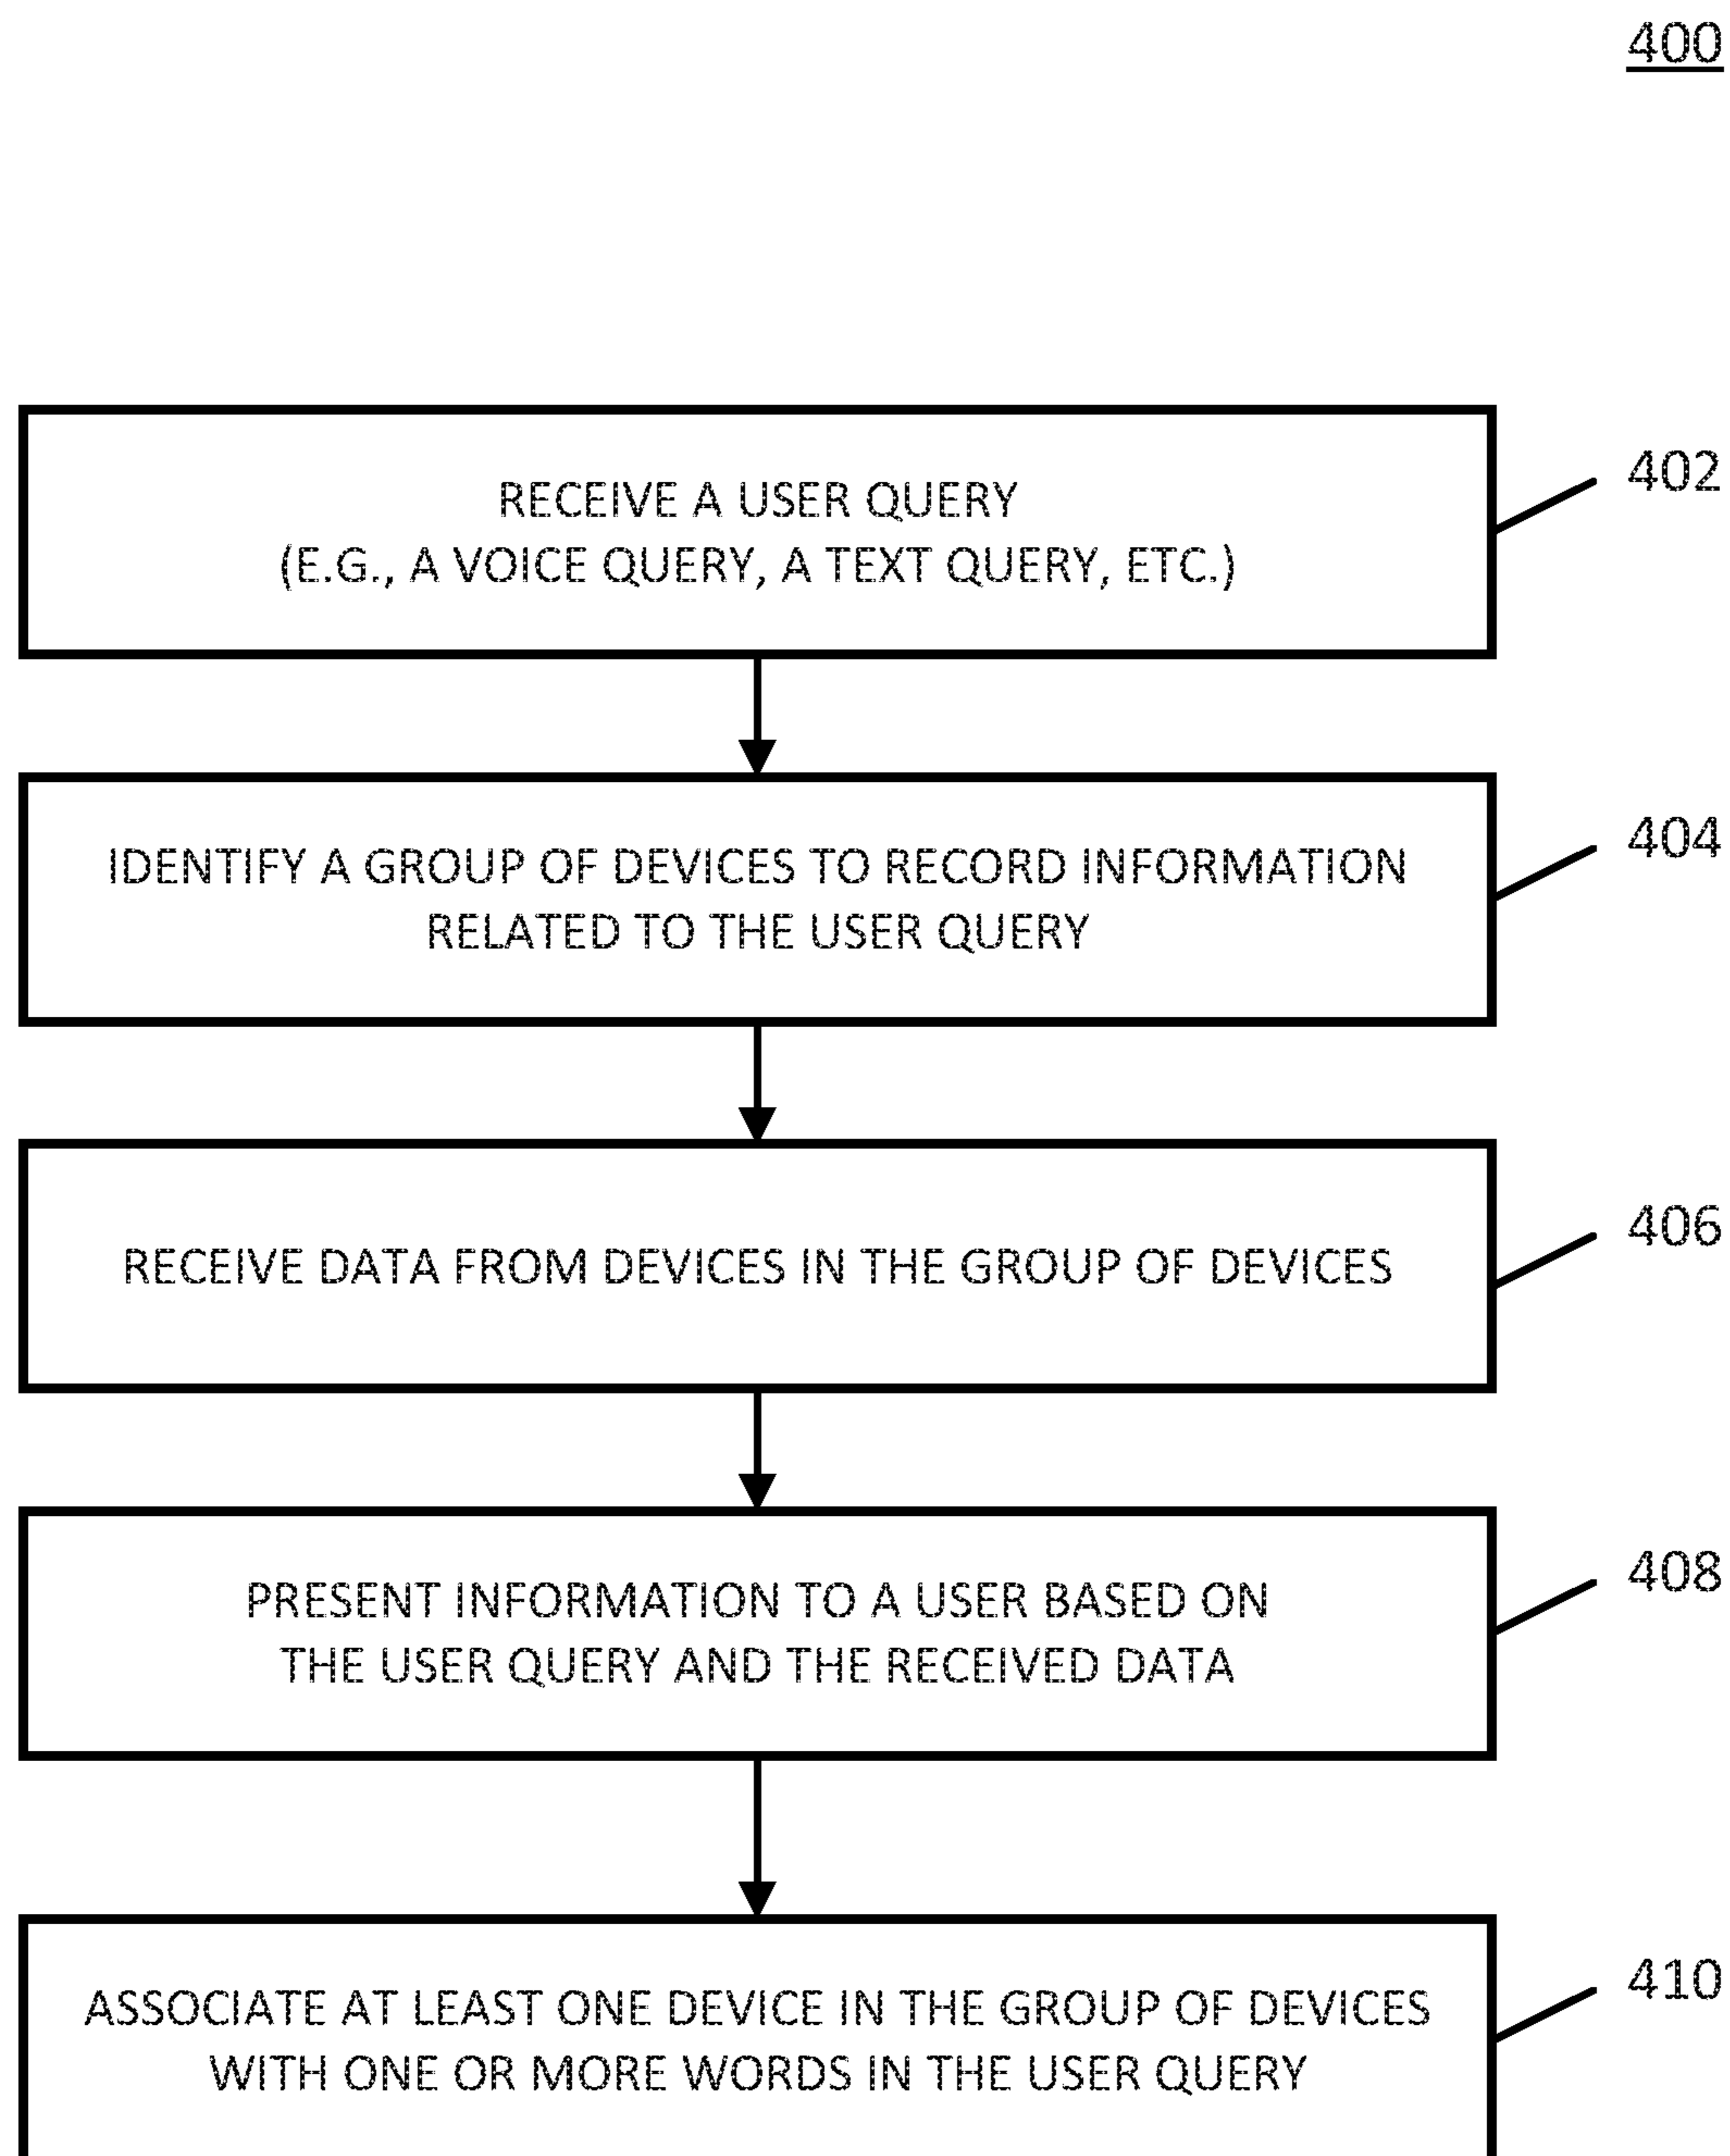 400
RECEIVE A USER QUERY
(E.G., A VOICE QUERY, A TEXT QUERY, ETC.)
402
IDENTIFY A GROUP OF DEVICES TO RECORD INFORMATION
RELATED TO THE USER QUERY
404
RECEIVE DATA FROM DEVICES IN THE GROUP OF DEVICES
406
PRESENT INFORMATION TO A USER BASED ON
THE USER QUERY AND THE RECEIVED DATA
408
ASSOCIATE AT LEAST ONE DEVICE IN THE GROUP OF DEVICES
WITH ONE OR MORE WORDS IN THE USER QUERY
410